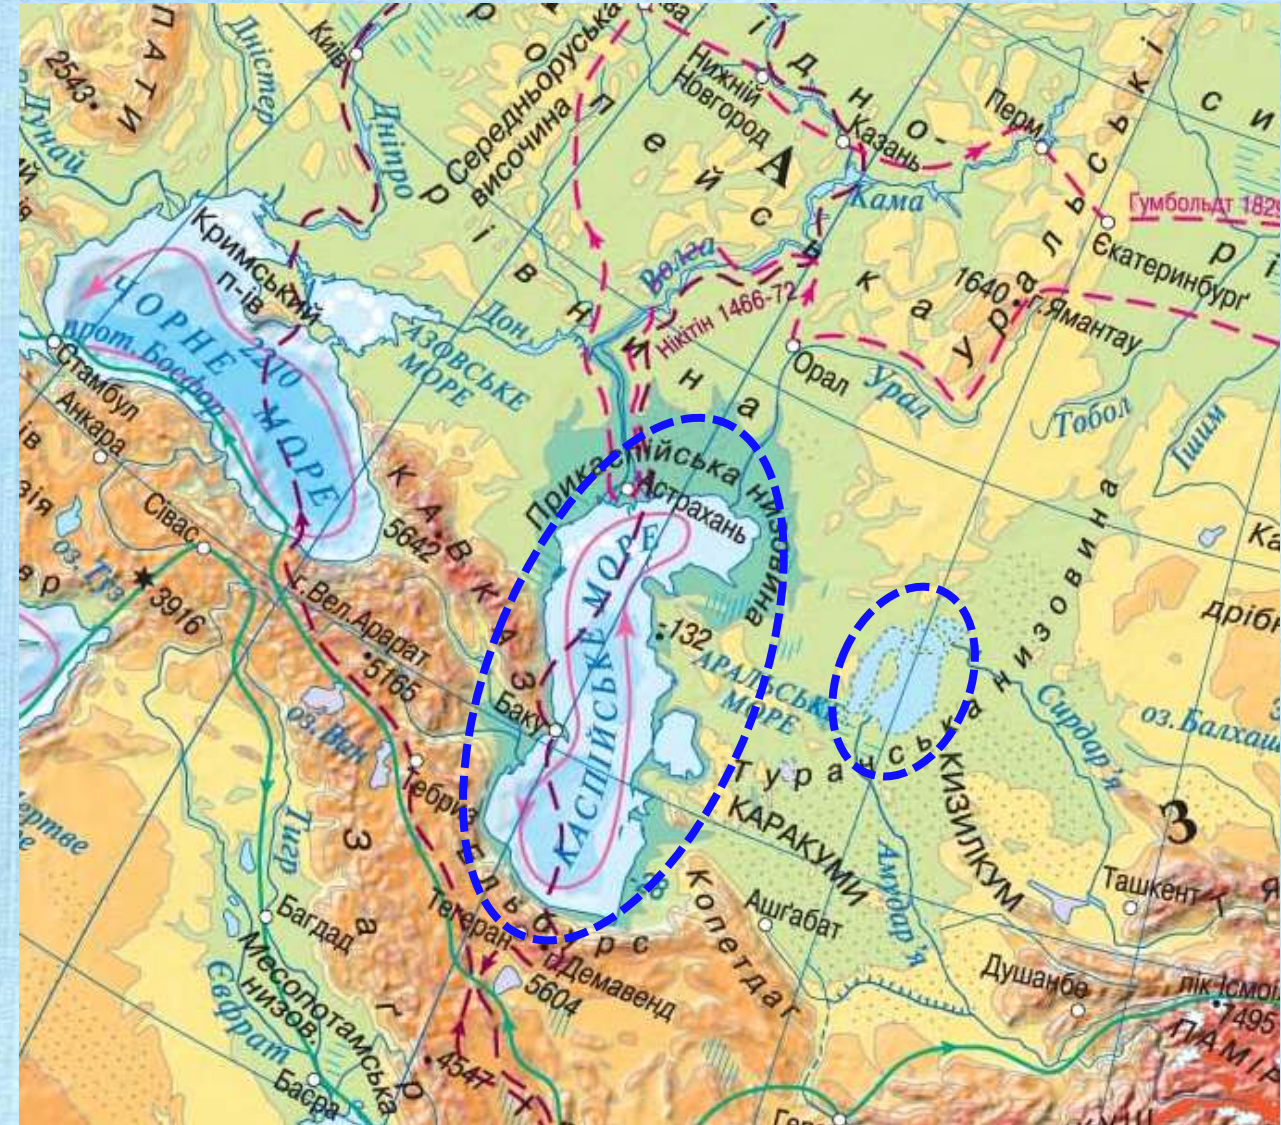 ПАТИ
2543
Дністер
Київ
Дніпро
Дунай
Середньоруська
височина
Нижній
Новгород
Казань
Перм
А
Кама
Гумбольдт 1829
Єкатеринбург
Волга
Нікітін 1466-72
1640
г.Ямантау
Орал
Урал
Тобол
Ішим
Кримський
п-ів
ЧОРНЕ МОРЕ
2210
прот. Босфор
Стамбул
Анкара
Дон
АЗОВСЬКЕ
МОРЕ
КАВКАЗ
5642
Прикаспійська низовина
Астрахань
КАСПІЙСЬКЕ МОРЕ
-132
АРАЛЬСЬКЕ
МОРЕ
Туранська низовина
Сирдар'я
оз.Балхаш
Сівас
оз. Туз
3916
г.Вел.Арарат
5165
оз. Ван
Баку
Тебриз
КАРАКУМИ
КИЗИЛКУМ
З
Ташкент
Амудар'я
Ашгабат
Копетдаг
Душанбе
пік Ісмоїл
7495
ПАМІР
Ельбурс
Тегеран
г.Демавенд
5604
-28
Тигр
Багдад
Месопотамська
низов.
Євфрат
Басра
4547